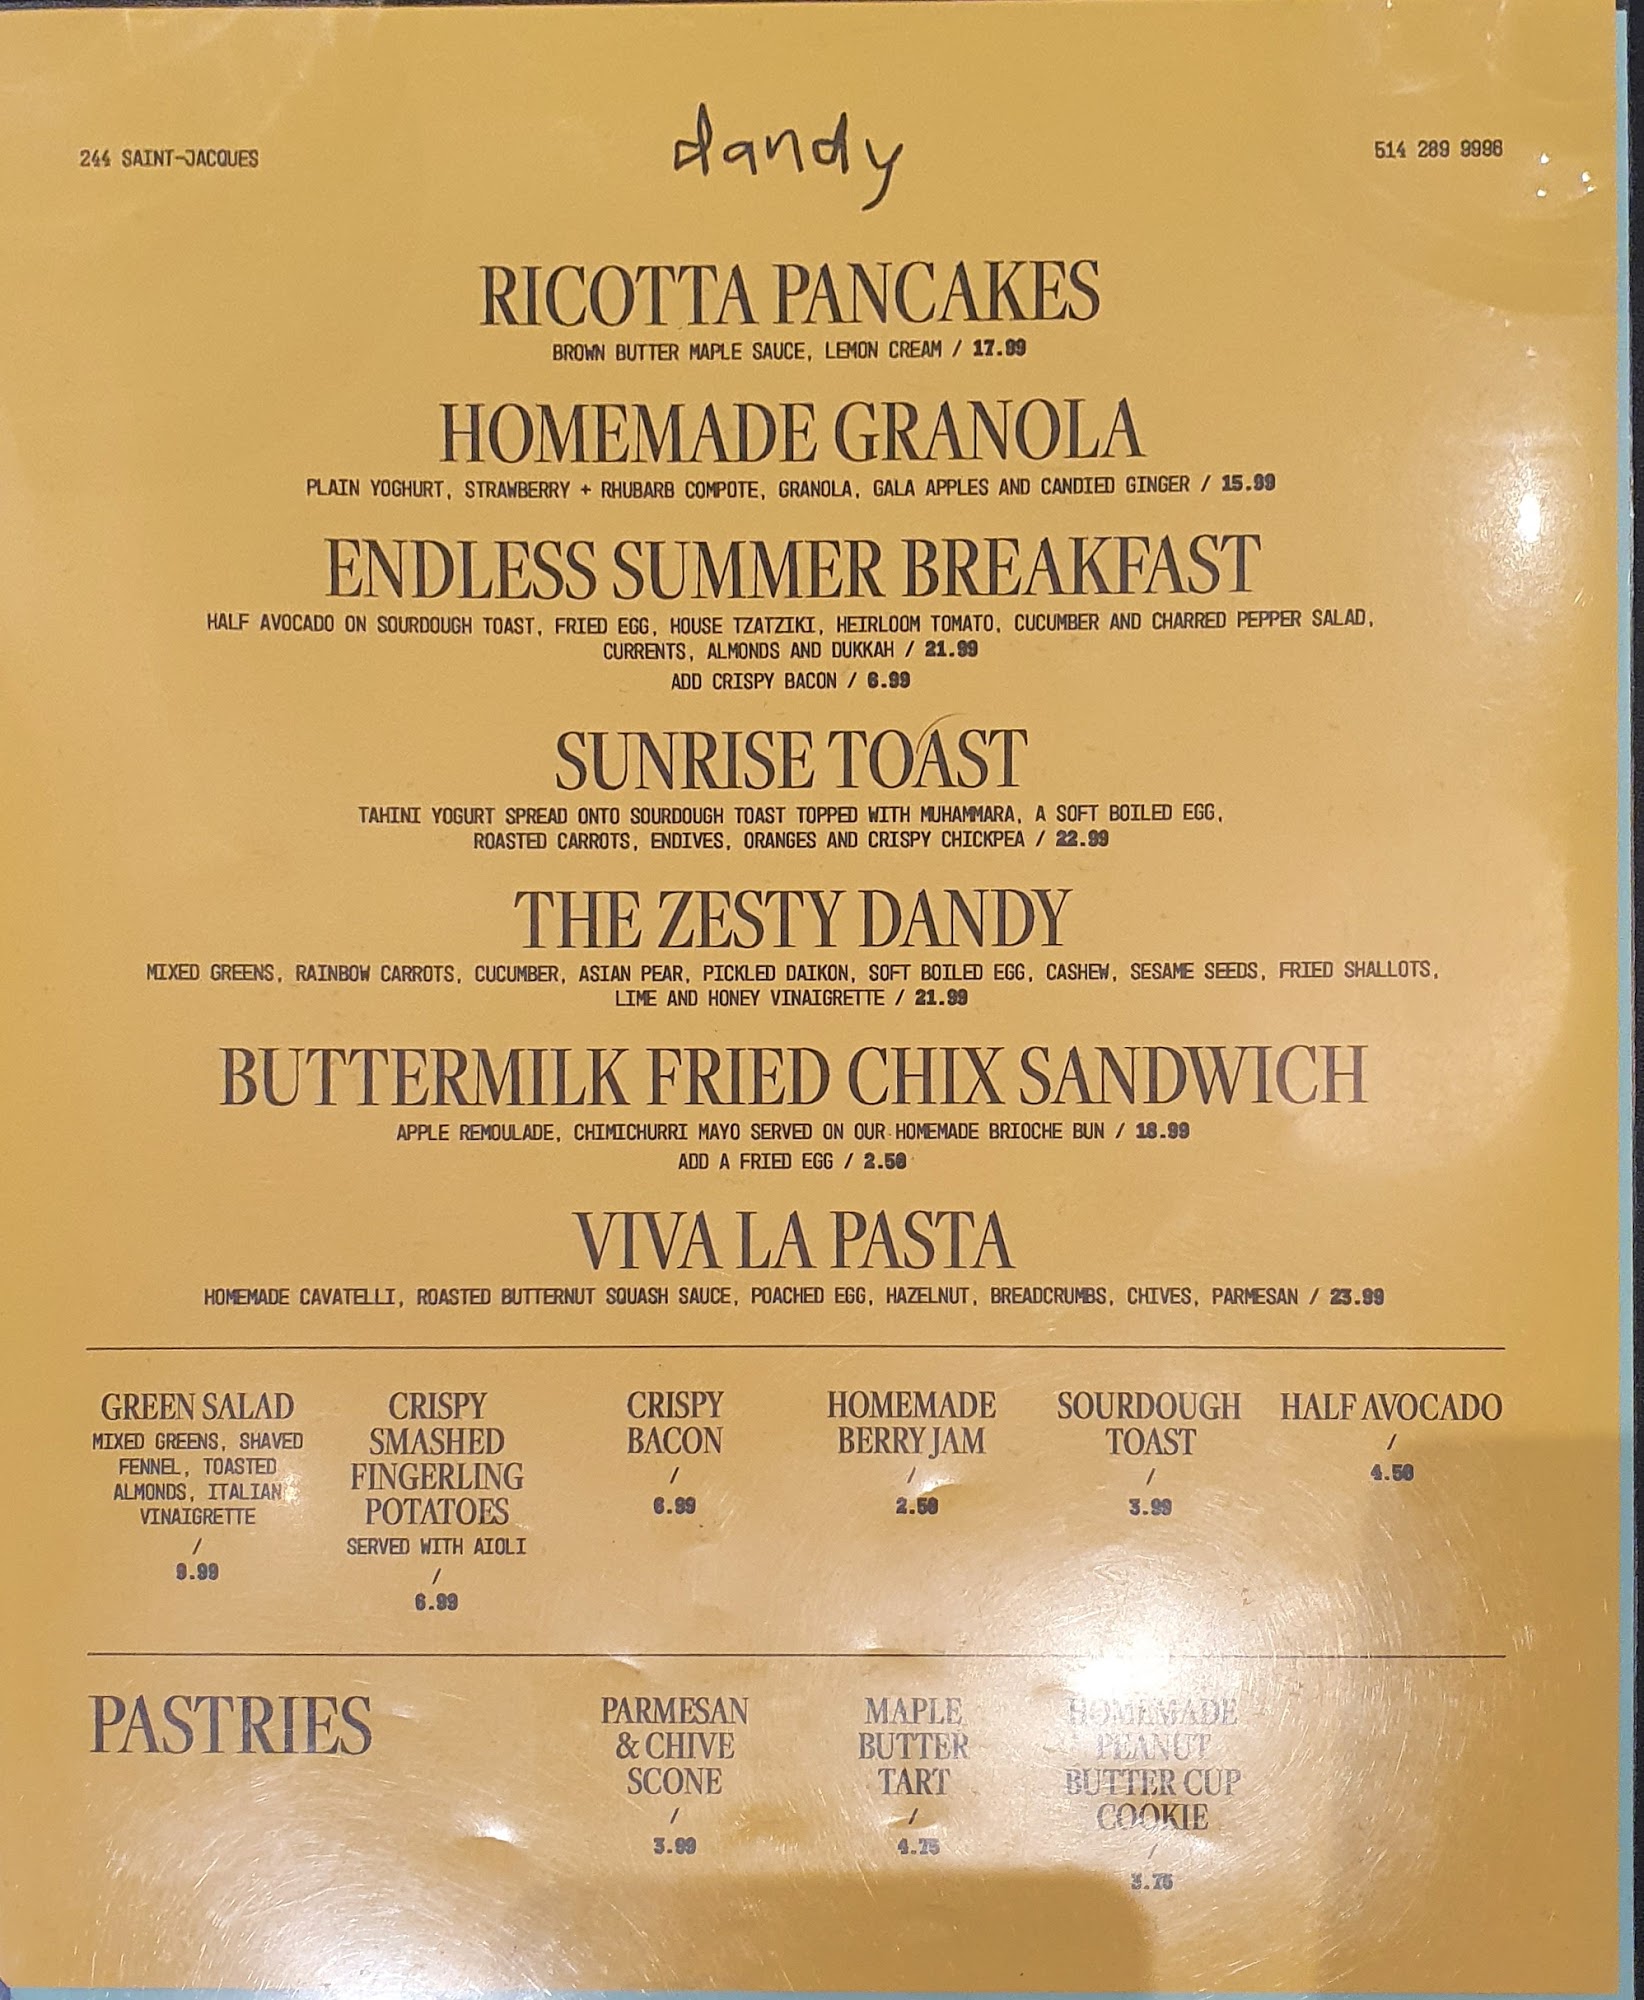 dandy
244 SAINT-JACQUES
514 289 9996
RICOTTA PANCAKES
BROWN BUTTER MAPLE SAUCE, LEMON CREAM / 17.99
HOMEMADE GRANOLA
PLAIN YOGHURT, STRAWBERRY + RHUBARB COMPOTE, GRANOLA, GALA APPLES AND CANDIED GINGER / 15.99
ENDLESS SUMMER BREAKFAST
HALF AVOCADO ON SOURDOUGH TOAST, FRIED EGG, HOUSE TZATZIKI, HEIRLOOM TOMATO, CUCUMBER AND CHARRED PEPPER SALAD,
CURRENTS, ALMONDS AND DUKKAH / 21.99
ADD CRISPY BACON / 6.99
SUNRISE TOAST
TAHINI YOGURT SPREAD ONTO SOURDOUGH TOAST TOPPED WITH MUHAMMARA, A SOFT BOILED EGG,
ROASTED CARROTS, ENDIVES, ORANGES AND CRISPY CHICKPEA / 22.99
THE ZESTY DANDY
MIXED GREENS, RAINBOW CARROTS, CUCUMBER, ASIAN PEAR, PICKLED DAIKON, SOFT BOILED EGG, CASHEW, SESAME SEEDS, FRIED SHALLOTS,
LIME AND HONEY VINAIGRETTE / 21.99
BUTTERMILK FRIED CHIX SANDWICH
APPLE REMOULADE, CHIMICHURRI MAYO SERVED ON OUR HOMEMADE BRIOCHE BUN / 18.99
ADD A FRIED EGG / 2.50
VIVA LA PASTA
HOMEMADE CAVATELLI, ROASTED BUTTERNUT SQUASH SAUCE, POACHED EGG, HAZELNUT, BREADCRUMBS, CHIVES, PARMESAN / 23.99
GREEN SALAD
MIXED GREENS, SHAVED
FENNEL, TOASTED
ALMONDS, ITALIAN
VINAIGRETTE
/
9.99
CRISPY
SMASHED
FINGERLING
POTATOES
SERVED WITH AIOLI
/
6.99
CRISPY
BACON
/
6.99
HOMEMADE
BERRY JAM
/
2.50
SOURDOUGH
TOAST
/
3.99
HALF AVOCADO
/
4.50
PASTRIES
PARMESAN
& CHIVE
SCONE
/
3.99
MAPLE
BUTTER
TART
/
4.75
HOMEMADE
PEANUT
BUTTER CUP
COOKIE
/
3.75